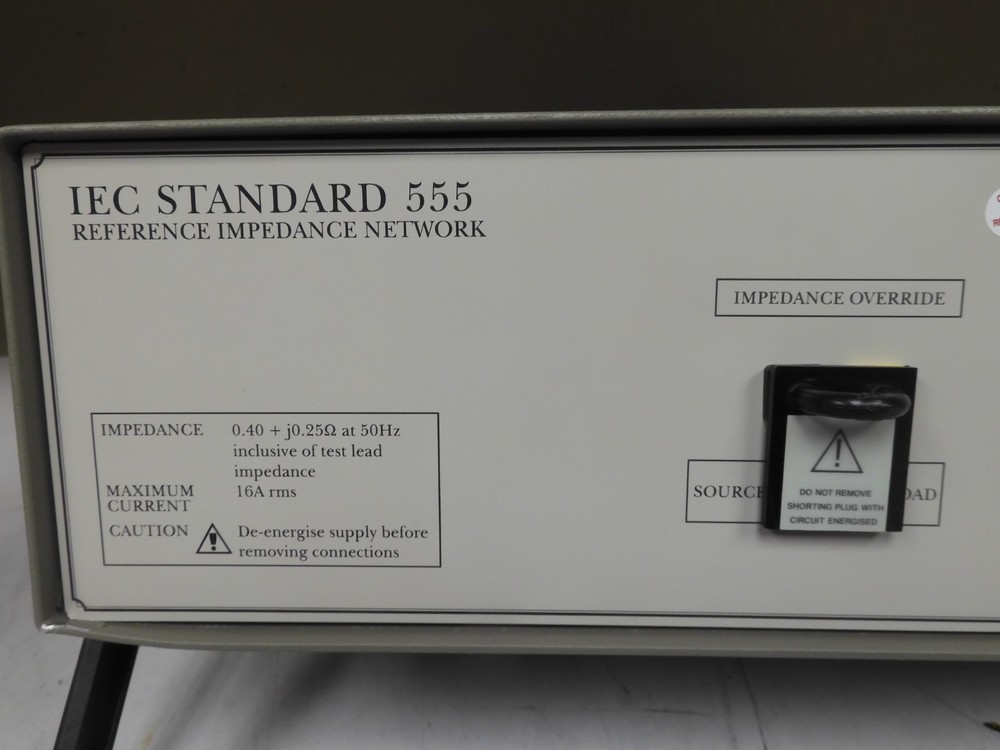 IEC STANDARD 555
REFERENCE IMPEDANCE NETWORK
IMPEDANCE OVERRIDE
IMPEDANCE 0.40 + j0.25Ω at 50Hz
inclusive of test lead
impedance
MAXIMUM 16A rms
CURRENT
CAUTION De-energise supply before
removing connections
SOURCE OAD
DO NOT REMOVE
SHORTING PLUG WITH
CIRCUIT ENERGISED